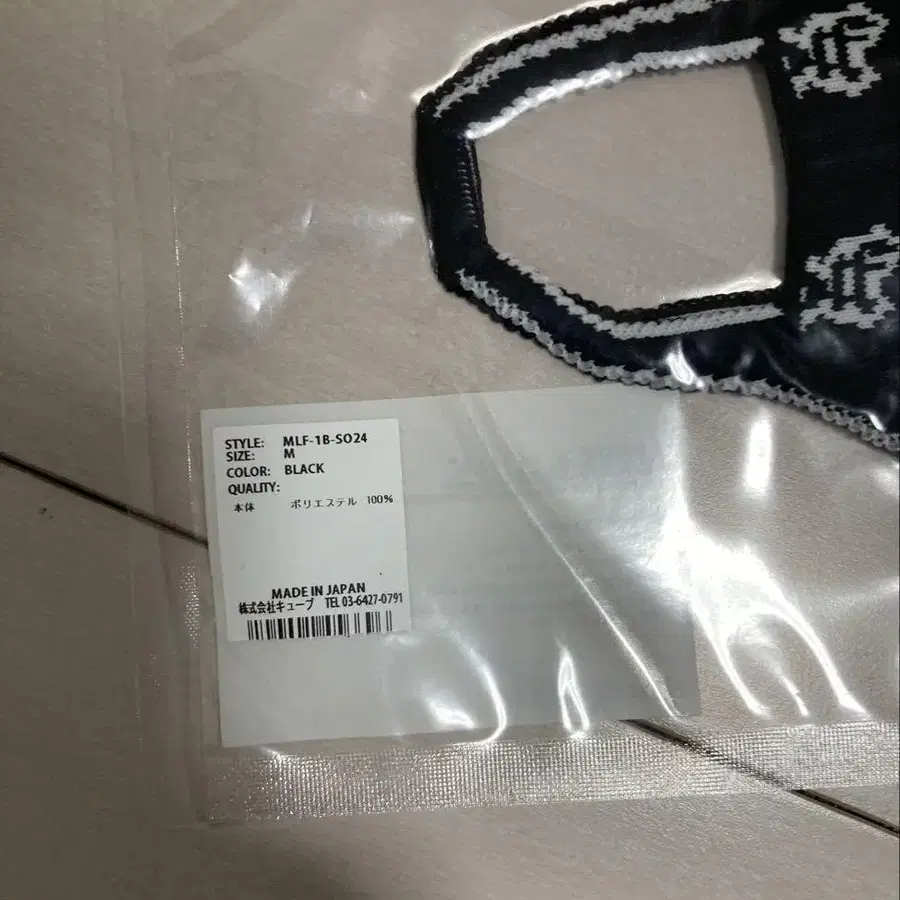 STYLE: MLF-1B-SO24
SIZE: M
COLOR: BLACK
QUALITY:
本体 ポリエステル 100%
MADE IN JAPAN
株式会社キューブ TEL 03-6427-0791